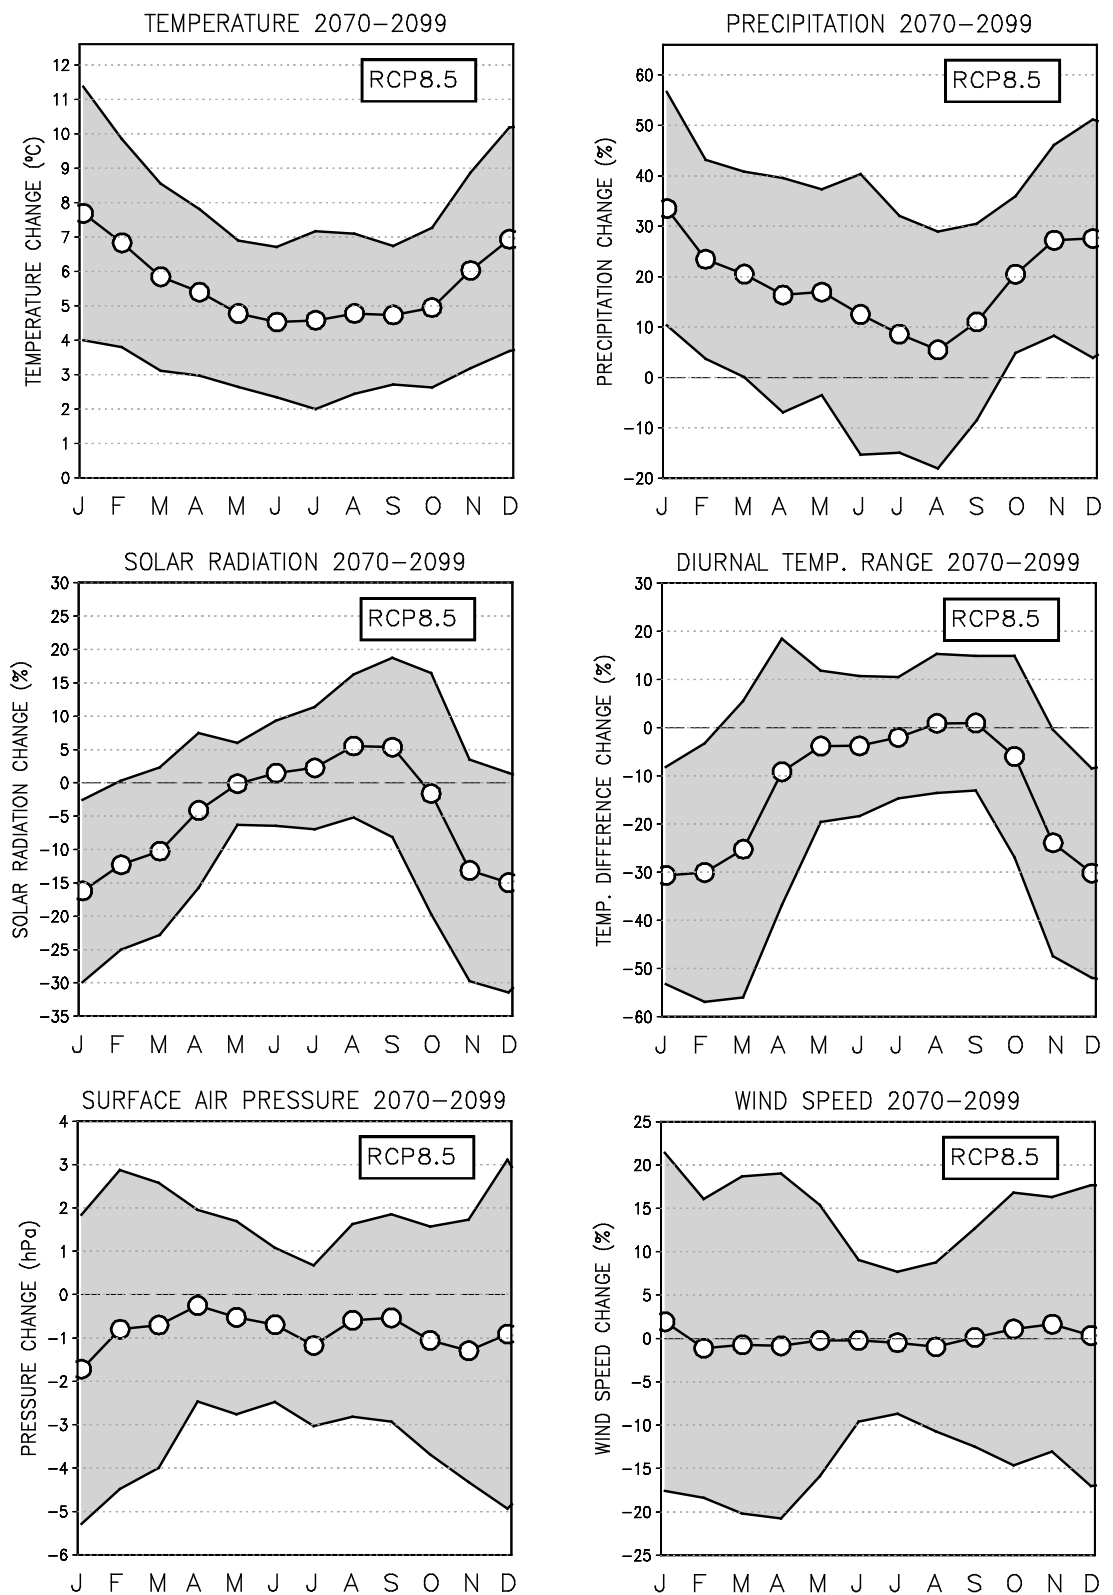 TEMPERATURE 2070−2099
RCP8.5
TEMPERATURE CHANGE (ºC)
12
11
10
9
8
7
6
5
4
3
2
1
0
J F M A M J J A S O N D
PRECIPITATION 2070−2099
RCP8.5
PRECIPITATION CHANGE (%)
60
50
40
30
20
10
0
−10
−20
J F M A M J J A S O N D
SOLAR RADIATION 2070−2099
RCP8.5
SOLAR RADIATION CHANGE (%)
30
25
20
15
10
5
0
−5
−10
−15
−20
−25
−30
−35
J F M A M J J A S O N D
DIURNAL TEMP. RANGE 2070−2099
RCP8.5
TEMP. DIFFERENCE CHANGE (%)
30
20
10
0
−10
−20
−30
−40
−50
−60
J F M A M J J A S O N D
SURFACE AIR PRESSURE 2070−2099
RCP8.5
PRESSURE CHANGE (hPa)
4
3
2
1
0
−1
−2
−3
−4
−5
−6
J F M A M J J A S O N D
WIND SPEED 2070−2099
RCP8.5
WIND SPEED CHANGE (%)
25
20
15
10
5
0
−5
−10
−15
−20
−25
J F M A M J J A S O N D